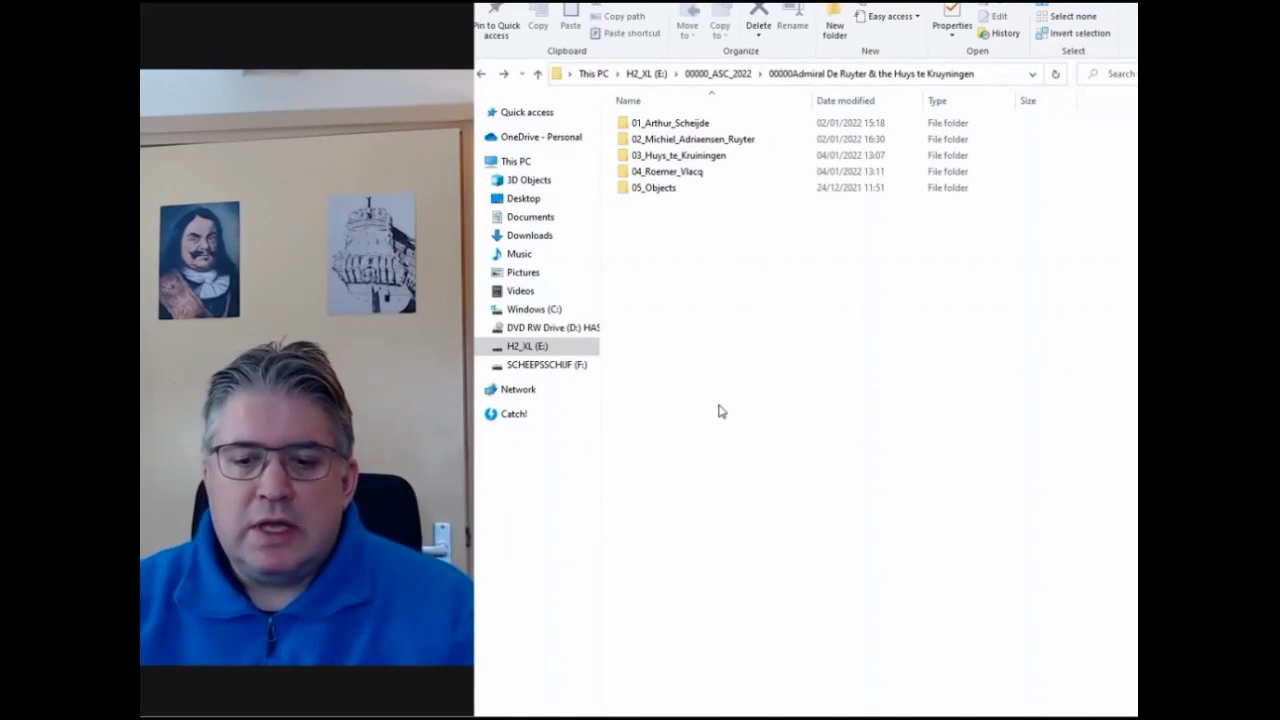 Pin to Quick access
Copy
Paste
Copy path
Paste shortcut
Move to
Copy to
Delete
Rename
New folder
Easy access
Properties
Edit
History
Select none
Invert selection
Clipboard
Organize
New
Open
Select
This PC > H2_XL (E:) > 00000_ASC_2022 > 00000Admiral De Ruyter & the Huys te Kruyningen
Search
Name Date modified Type Size
01_Arthur_Scheijde 02/01/2022 15:18 File folder
02_Michiel_Adriaensen_Ruyter 02/01/2022 16:30 File folder
03_Huys_te_Kruiningen 04/01/2022 13:07 File folder
04_Roemer_Vlacq 04/01/2022 13:11 File folder
05_Objects 24/12/2021 11:51 File folder
Quick access
OneDrive - Personal
This PC
3D Objects
Desktop
Documents
Downloads
Music
Pictures
Videos
Windows (C:)
DVD RW Drive (D:) HAS
H2_XL (E:)
SCHEEPSSCHIJF (F:)
Network
Catch!